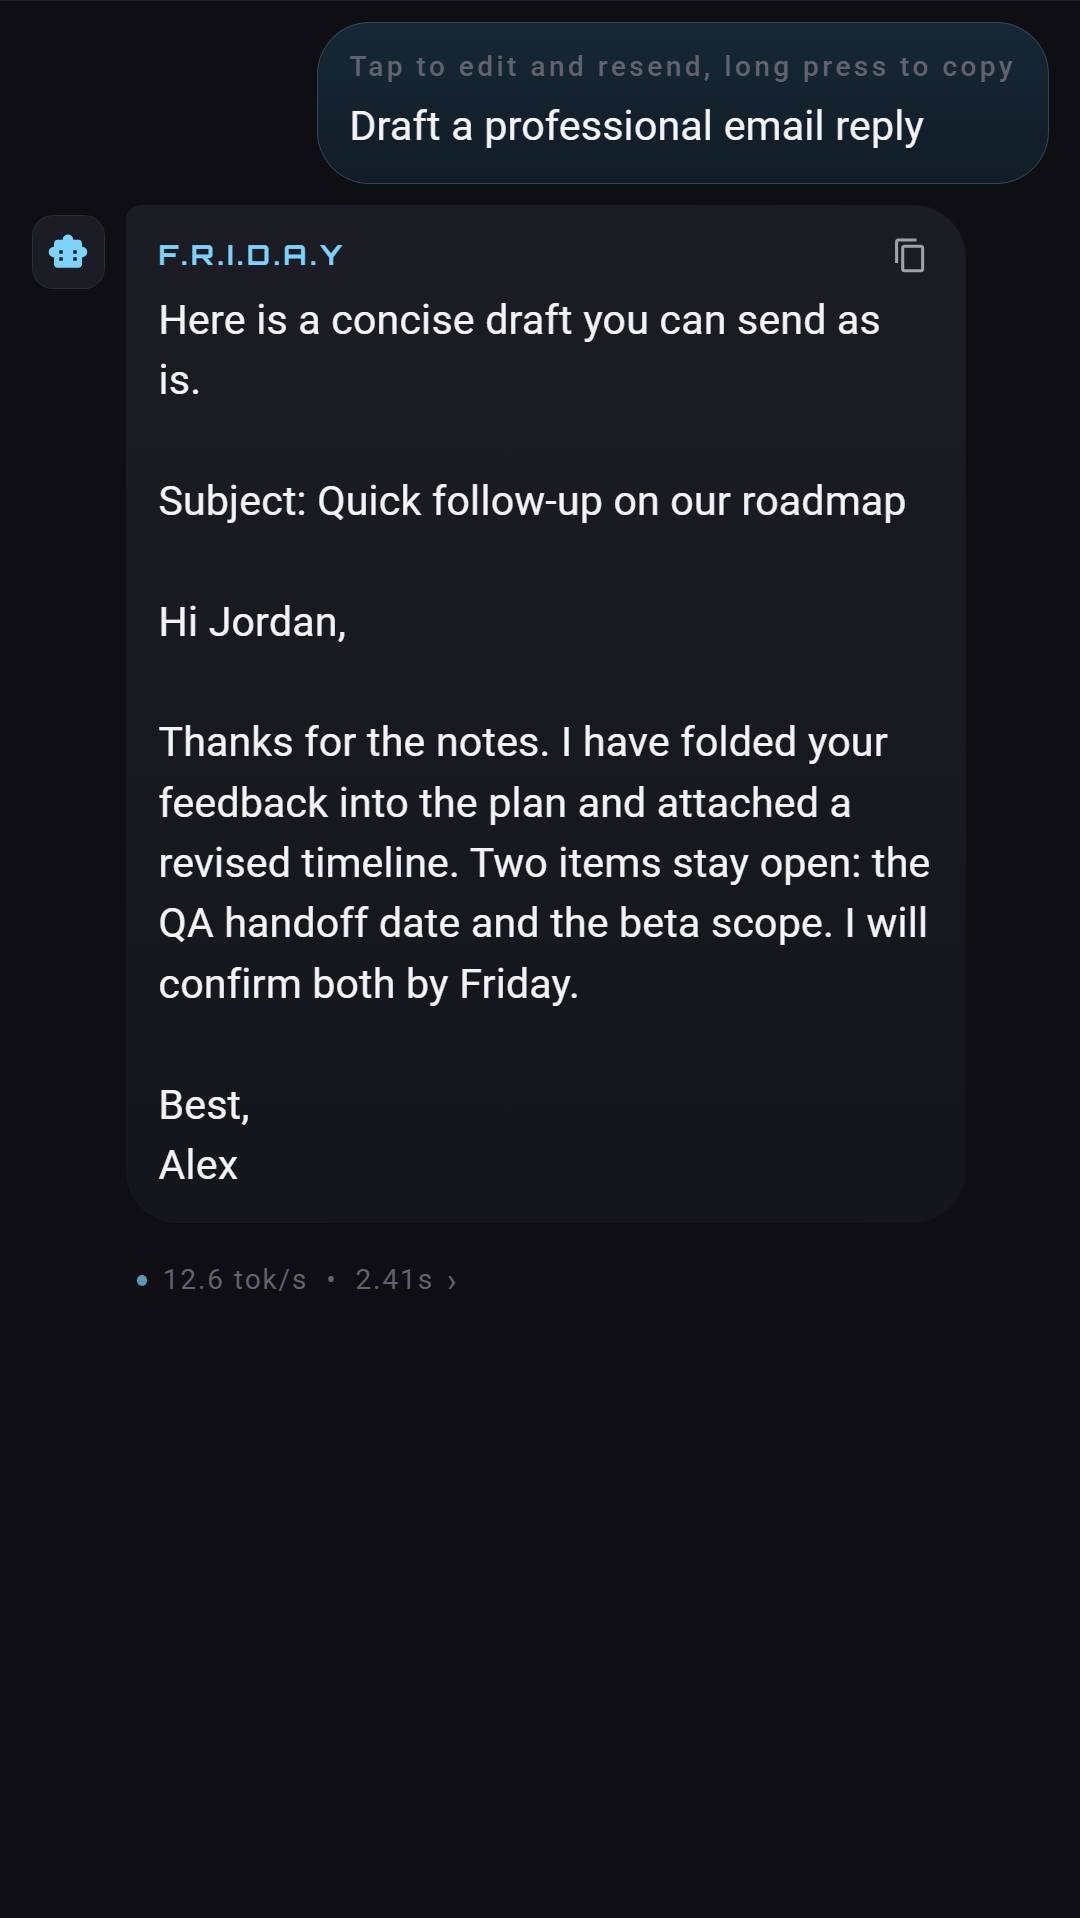 Tap to edit and resend, long press to copy
Draft a professional email reply
F.R.I.D.A.Y
Here is a concise draft you can send as
is.
Subject: Quick follow-up on our roadmap
Hi Jordan,
Thanks for the notes. I have folded your
feedback into the plan and attached a
revised timeline. Two items stay open: the
QA handoff date and the beta scope. I will
confirm both by Friday.
Best,
Alex
12.6 tok/s • 2.41s ›